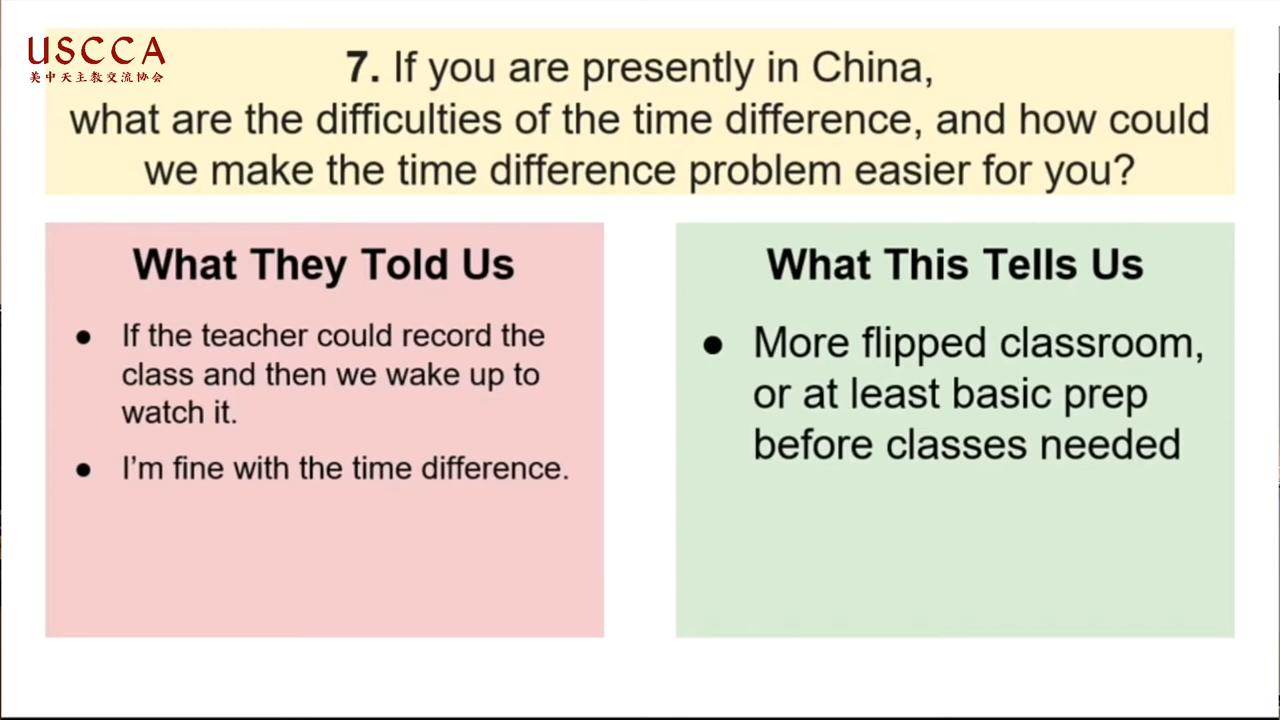 USCCA
美中天主教交流协会
7. If you are presently in China,
what are the difficulties of the time difference, and how could
we make the time difference problem easier for you?
What They Told Us
● If the teacher could record the
class and then we wake up to
watch it.
● I’m fine with the time difference.
What This Tells Us
● More flipped classroom,
or at least basic prep
before classes needed